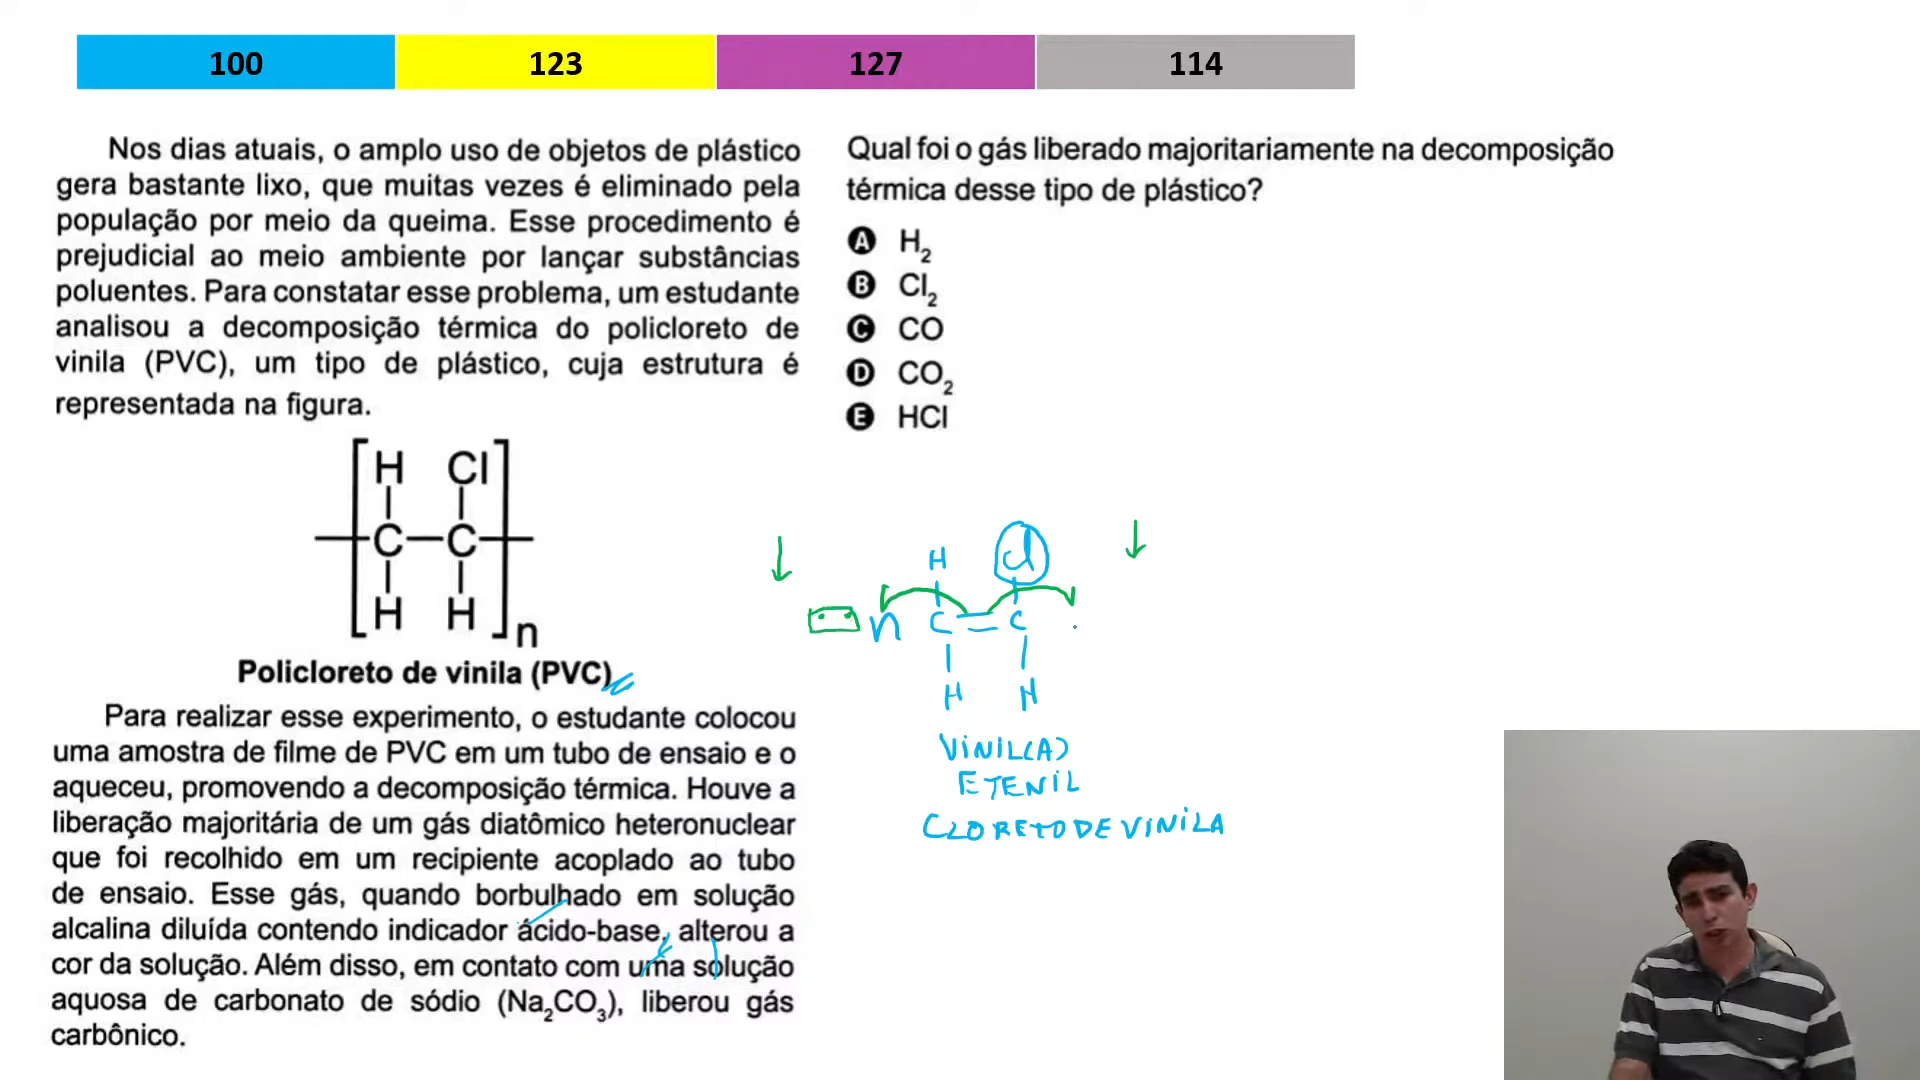 100 123 127 114
Nos dias atuais, o amplo uso de objetos de plástico
gera bastante lixo, que muitas vezes é eliminado pela
população por meio da queima. Esse procedimento é
prejudicial ao meio ambiente por lançar substâncias
poluentes. Para constatar esse problema, um estudante
analisou a decomposição térmica do policloreto de
vinila (PVC), um tipo de plástico, cuja estrutura é
representada na figura.
H Cl
C C
H H
n
Policloreto de vinila (PVC)
Para realizar esse experimento, o estudante colocou
uma amostra de filme de PVC em um tubo de ensaio e o
aqueceu, promovendo a decomposição térmica. Houve a
liberação majoritária de um gás diatômico heteronuclear
que foi recolhido em um recipiente acoplado ao tubo
de ensaio. Esse gás, quando borbulhado em solução
alcalina diluída contendo indicador ácido-base, alterou a
cor da solução. Além disso, em contato com uma solução
aquosa de carbonato de sódio (Na₂CO₃), liberou gás
carbônico.
Qual foi o gás liberado majoritariamente na decomposição
térmica desse tipo de plástico?
A H₂
B Cl₂
C CO
D CO₂
E HCl
H Cl
n C = C
H H
VINIL(A)
ETENIL
CLORETO DE VINILA